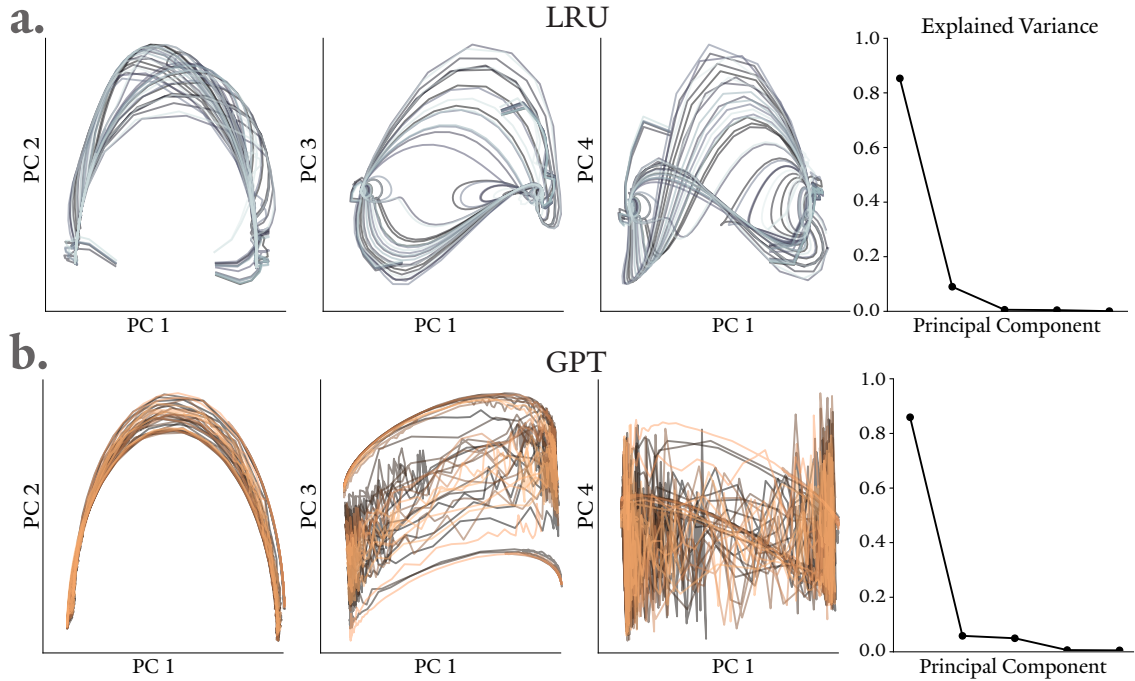 a.
LRU
Explained Variance
PC 2
PC 1
PC 3
PC 1
PC 4
PC 1
1.0
0.8
0.6
0.4
0.2
0.0
Principal Component
b.
GPT
PC 2
PC 1
PC 3
PC 1
PC 4
PC 1
1.0
0.8
0.6
0.4
0.2
0.0
Principal Component